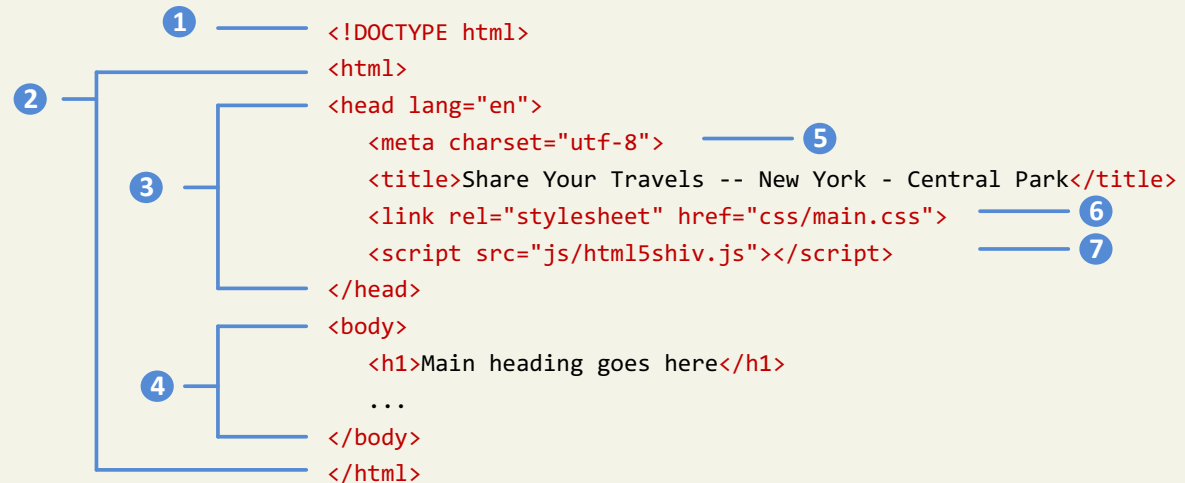 1 <!DOCTYPE html>
<html>
2 <head lang="en">
<meta charset="utf-8"> 5
3 <title>Share Your Travels -- New York - Central Park</title>
<link rel="stylesheet" href="css/main.css"> 6
<script src="js/html5shiv.js"></script> 7
</head>
<body>
<h1>Main heading goes here</h1>
4 ...
</body>
</html>